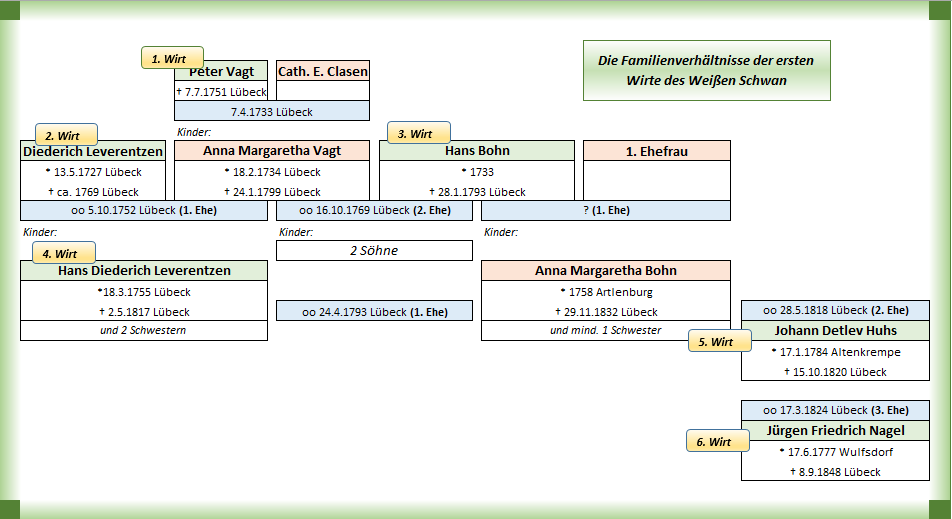 Die Familienverhältnisse der ersten
Wirte des Weißen Schwan
1. Wirt
Peter Vagt
Cath. E. Clasen
† 7.7.1751 Lübeck
7.4.1733 Lübeck
Kinder:
2. Wirt
Diederich Leverentzen
* 13.5.1727 Lübeck
† ca. 1769 Lübeck
Anna Margaretha Vagt
* 18.2.1734 Lübeck
† 24.1.1799 Lübeck
3. Wirt
Hans Bohn
* 1733
† 28.1.1793 Lübeck
1. Ehefrau
oo 5.10.1752 Lübeck (1. Ehe)
oo 16.10.1769 Lübeck (2. Ehe)
? (1. Ehe)
Kinder:
Kinder:
Kinder:
2 Söhne
4. Wirt
Hans Diederich Leverentzen
*18.3.1755 Lübeck
† 2.5.1817 Lübeck
und 2 Schwestern
oo 24.4.1793 Lübeck (1. Ehe)
Anna Margaretha Bohn
* 1758 Artlenburg
† 29.11.1832 Lübeck
und mind. 1 Schwester
oo 28.5.1818 Lübeck (2. Ehe)
5. Wirt
Johann Detlev Huhs
* 17.1.1784 Altenkrempe
† 15.10.1820 Lübeck
oo 17.3.1824 Lübeck (3. Ehe)
6. Wirt
Jürgen Friedrich Nagel
* 17.6.1777 Wulfsdorf
† 8.9.1848 Lübeck